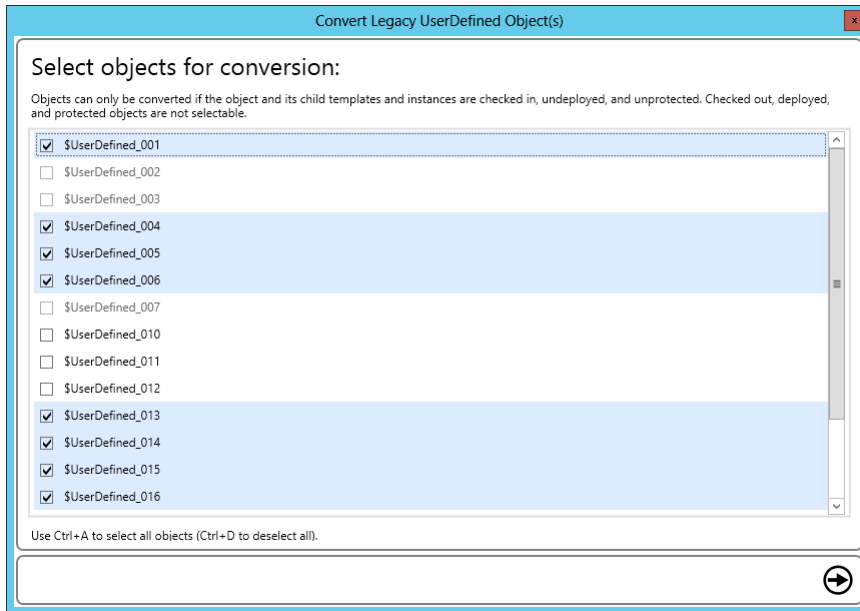 Convert Legacy UserDefined Object(s)
x
Select objects for conversion:
Objects can only be converted if the object and its child templates and instances are checked in, undeployed, and unprotected. Checked out, deployed,
and protected objects are not selectable.
$UserDefined_001
$UserDefined_002
$UserDefined_003
$UserDefined_004
$UserDefined_005
$UserDefined_006
$UserDefined_007
$UserDefined_010
$UserDefined_011
$UserDefined_012
$UserDefined_013
$UserDefined_014
$UserDefined_015
$UserDefined_016
Use Ctrl+A to select all objects (Ctrl+D to deselect all).